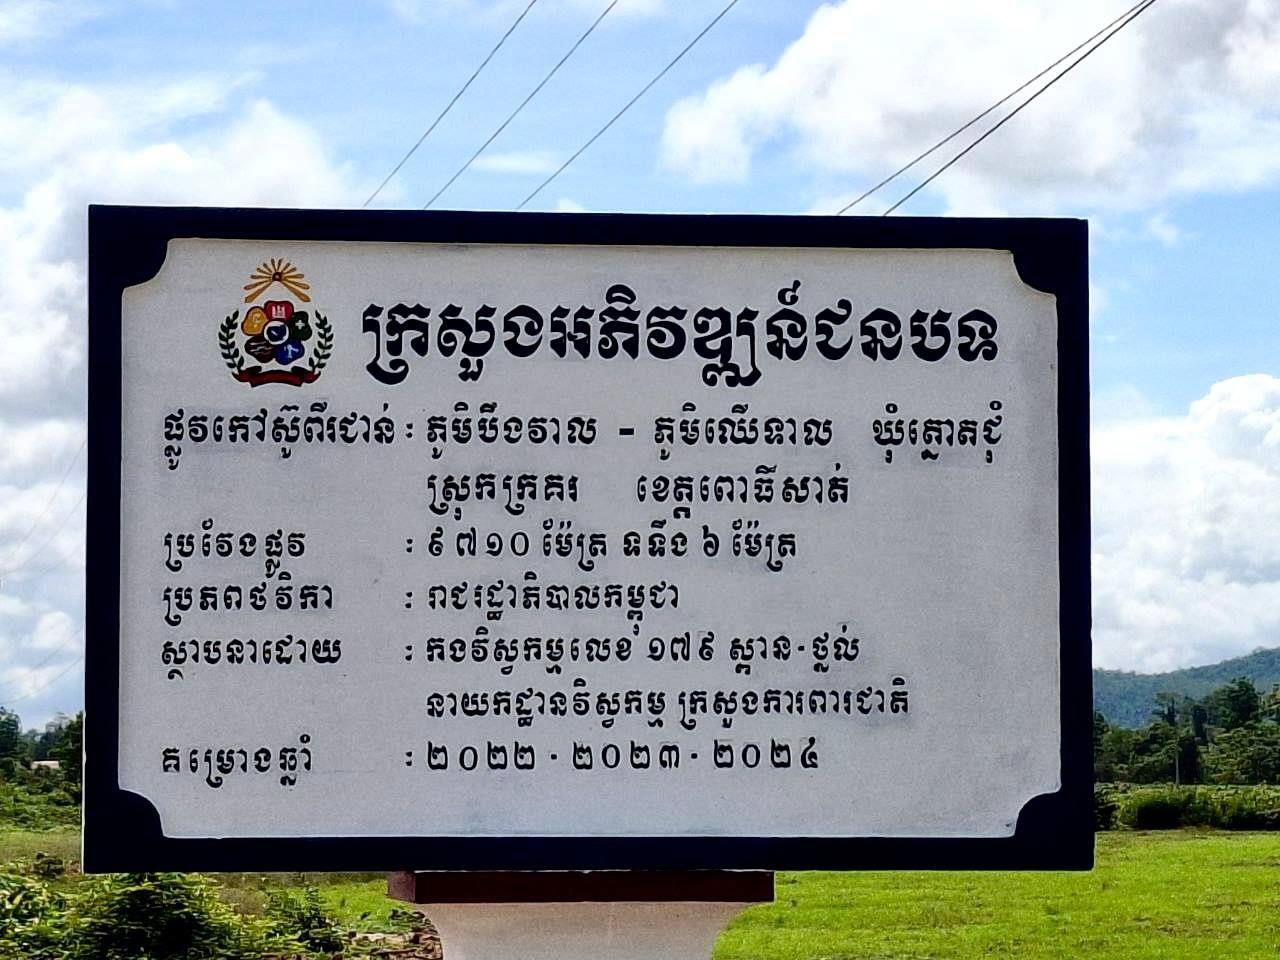 ក្រសួងអភិវឌ្ឍន៍ជនបទ
ផ្លូវកៅស៊ូពីរជាន់ : ភូមិបឹងវាល - ភូមិឈើទាល ឃុំត្នោតជុំ
ស្រុកក្រគរ ខេត្តពោធិ៍សាត់
ប្រវែងផ្លូវ : ៩៧១០ ម៉ែត្រ ទទឹង ៦ ម៉ែត្រ
ប្រភពថវិកា : រាជរដ្ឋាភិបាលកម្ពុជា
ស្ថាបនាដោយ : កងវិស្វកម្មលេខ ១៧៩ ស្ពាន-ថ្នល់
នាយកដ្ឋានវិស្វកម្ម ក្រសួងការពារជាតិ
គម្រោងឆ្នាំ : ២០២២ - ២០២៣ - ២០២៤